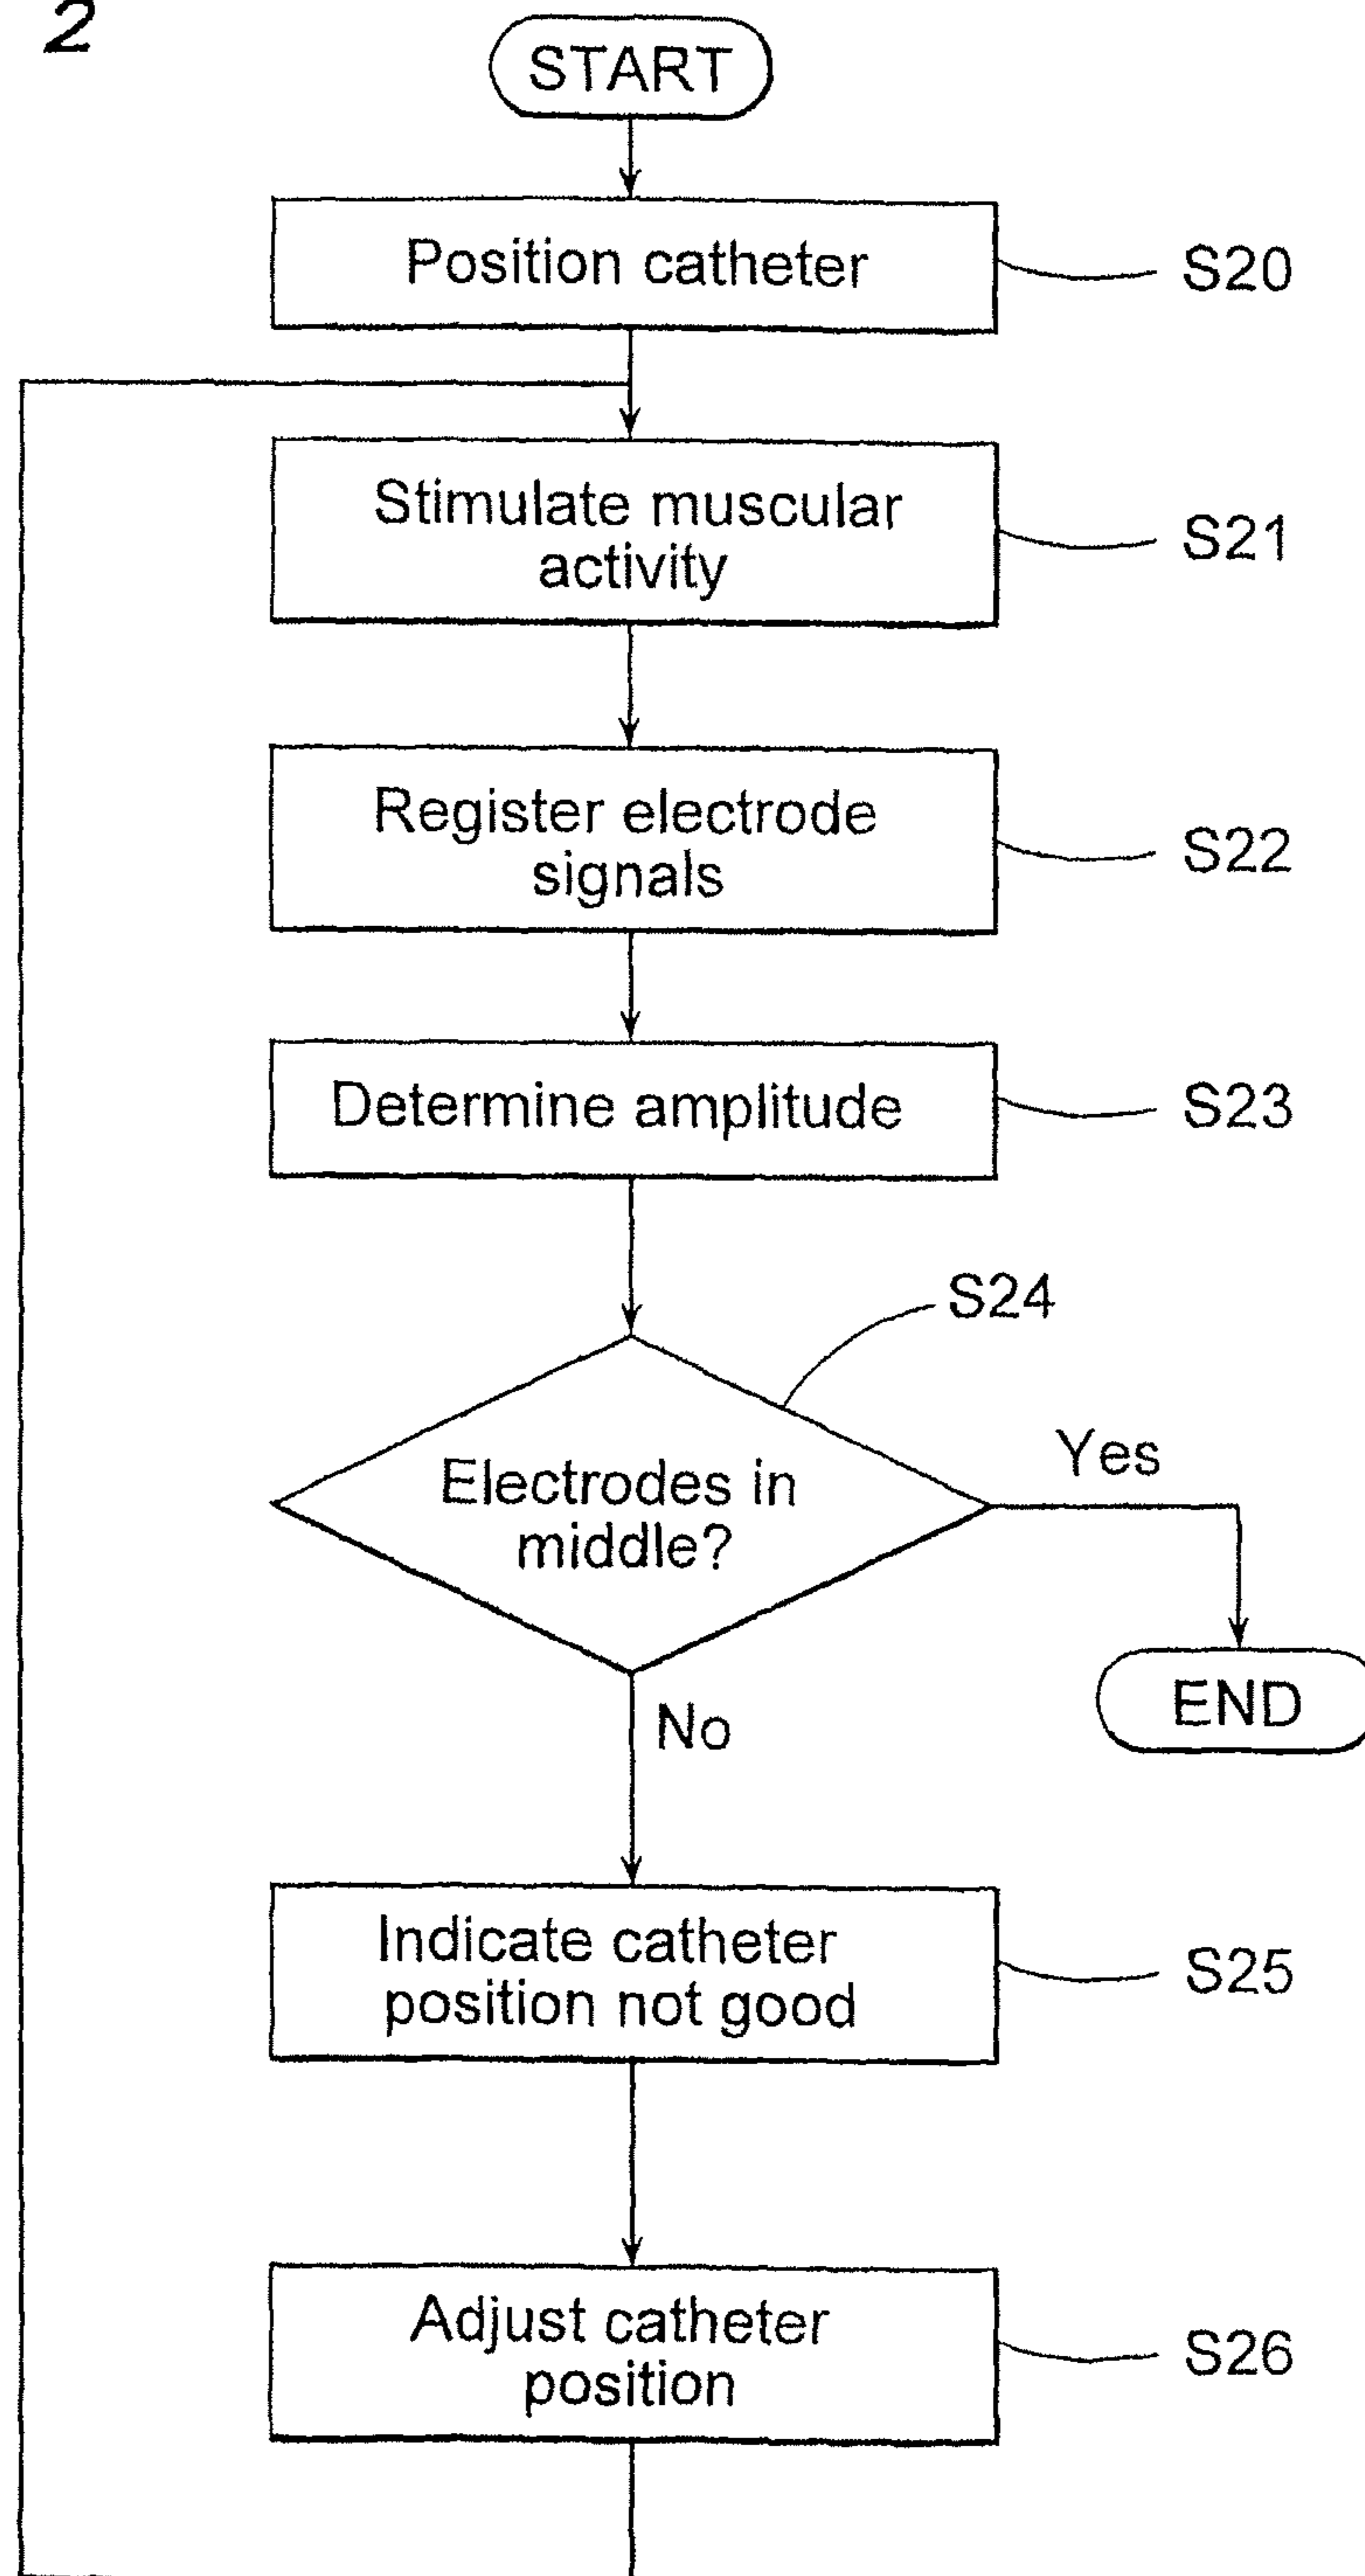 2
START
Position catheter
S20
Stimulate muscular
activity
S21
Register electrode
signals
S22
Determine amplitude
S23
S24
Electrodes in
middle?
Yes
END
No
Indicate catheter
position not good
S25
Adjust catheter
position
S26